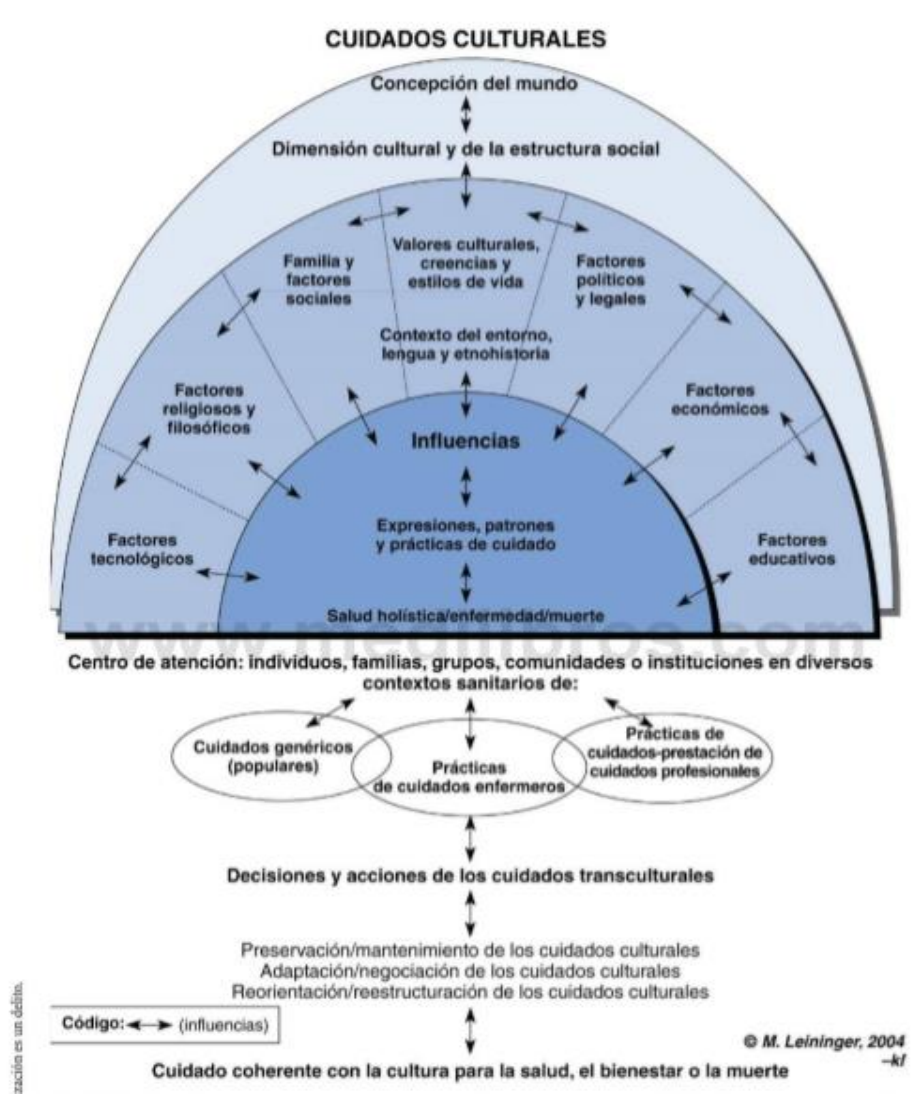 CUIDADOS CULTURALES
Concepción del mundo
Dimensión cultural y de la estructura social
Familia y
factores
sociales
Valores culturales,
creencias y
estilos de vida
Factores
políticos
y legales
Contexto del entorno,
lengua y etnohistoria
Factores
religiosos y
filosóficos
Factores
económicos
Influencias
Factores
tecnológicos
Expresiones, patrones
y prácticas de cuidado
Factores
educativos
Salud holística/enfermedad/muerte
www.medilibros.com
Centro de atención: individuos, familias, grupos, comunidades o instituciones en diversos
contextos sanitarios de:
Cuidados genéricos
(populares)
Prácticas
de cuidados enfermeros
Prácticas de
cuidados-prestación de
cuidados profesionales
Decisiones y acciones de los cuidados transculturales
Preservación/mantenimiento de los cuidados culturales
Adaptación/negociación de los cuidados culturales
Reorientación/reestructuración de los cuidados culturales
Código: (influencias)
© M. Leininger, 2004
–kf
Cuidado coherente con la cultura para la salud, el bienestar o la muerte
es un delito.